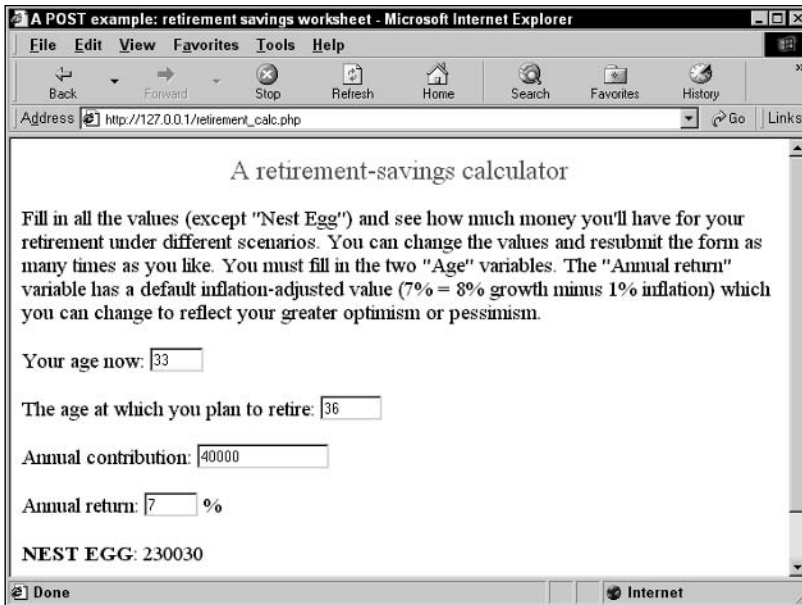 A POST example: retirement savings worksheet - Microsoft Internet Explorer
File Edit View Favorites Tools Help
Back Forward Stop Refresh Home Search Favorites History »
Address http://127.0.0.1/retirement_calc.php Go Links
A retirement-savings calculator
Fill in all the values (except "Nest Egg") and see how much money you'll have for your
retirement under different scenarios. You can change the values and resubmit the form as
many times as you like. You must fill in the two "Age" variables. The "Annual return"
variable has a default inflation-adjusted value (7% = 8% growth minus 1% inflation) which
you can change to reflect your greater optimism or pessimism.
Your age now: 33
The age at which you plan to retire: 36
Annual contribution: 40000
Annual return: 7 %
NEST EGG: 230030
Done Internet